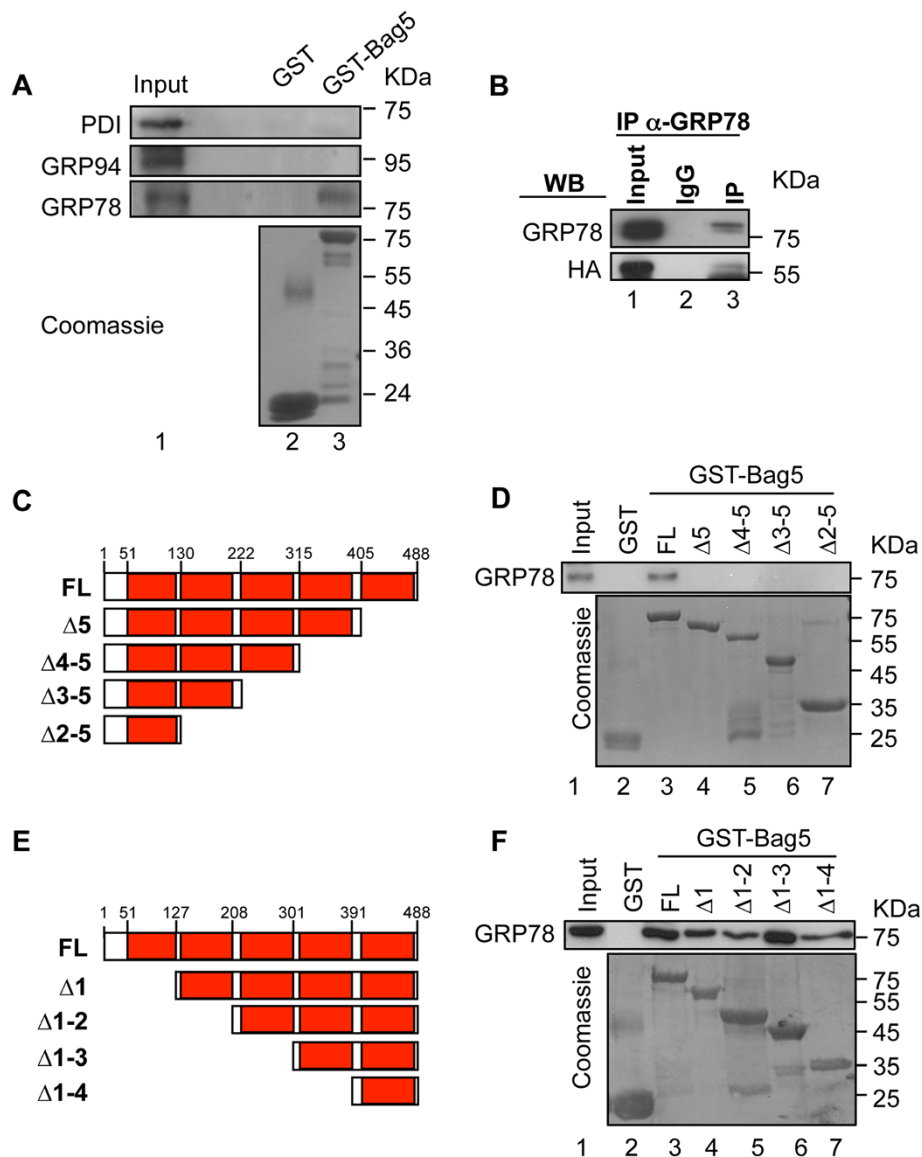 A
Input
GST
GST-Bag5
KDa
PDI
75
GRP94
95
GRP78
75
Coomassie
75
55
45
36
24
1 2 3
B
IP α-GRP78
WB
Input
IgG
IP
KDa
GRP78
75
HA
55
1 2 3
C
1 51 130 222 315 405 488
FL
Δ5
Δ4-5
Δ3-5
Δ2-5
D
GST-Bag5
Input
GST
FL
Δ5
Δ4-5
Δ3-5
Δ2-5
KDa
GRP78
75
Coomassie
75
55
45
35
25
1 2 3 4 5 6 7
E
1 51 127 208 301 391 488
FL
Δ1
Δ1-2
Δ1-3
Δ1-4
F
GST-Bag5
Input
GST
FL
Δ1
Δ1-2
Δ1-3
Δ1-4
KDa
GRP78
75
Coomassie
75
55
45
35
25
1 2 3 4 5 6 7